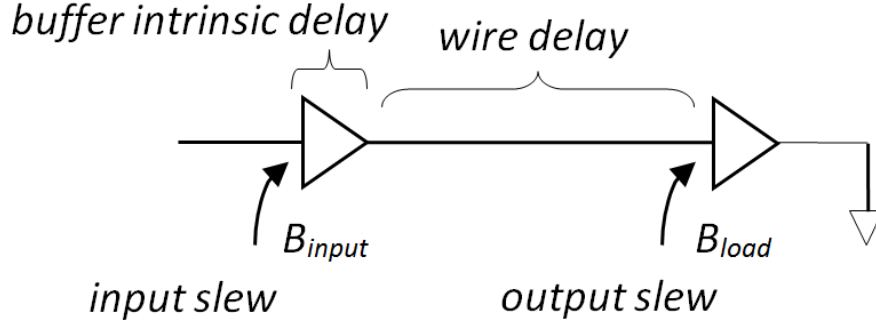 buffer intrinsic delay
wire delay
B_input
B_load
input slew
output slew